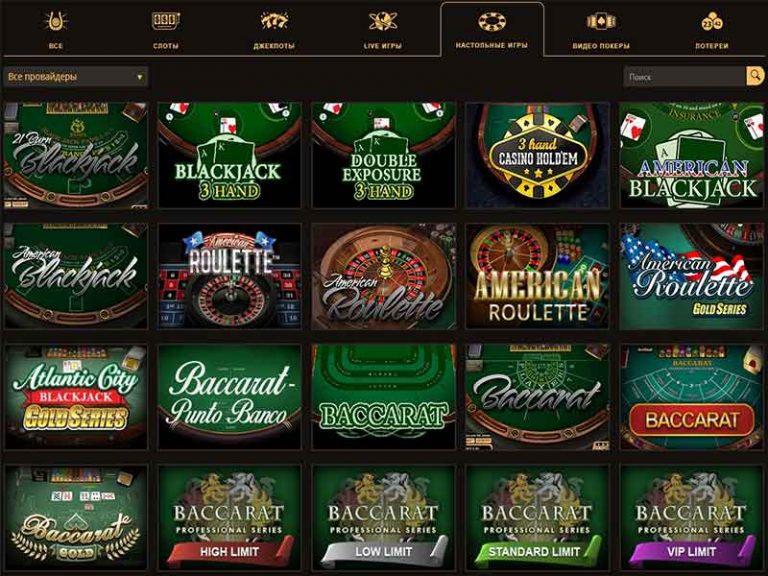 ВСЕ
СЛОТЫ
ДЖЕКПОТЫ
LIVE ИГРЫ
НАСТОЛЬНЫЕ ИГРЫ
ВИДЕО ПОКЕРЫ
ЛОТЕРЕИ
Все провайдеры
Поиск
21 Burn
Blackjack
BLACKJACK
3 HAND
DOUBLE
EXPOSURE
3 HAND
3 hand
CASINO HOLD'EM
INSURANCE
AMERICAN
BLACKJACK
American
Blackjack
American
ROULETTE
American
Roulette
AMERICAN
ROULETTE
American
Roulette
GOLD SERIES
Atlantic City
BLACKJACK
GOLD SERIES
Baccarat-
Punto Banco
BACCARAT
Baccarat
BACCARAT
Baccarat
GOLD
BACCARAT
PROFESSIONAL SERIES
HIGH LIMIT
BACCARAT
PROFESSIONAL SERIES
LOW LIMIT
BACCARAT
PROFESSIONAL SERIES
STANDARD LIMIT
BACCARAT
PROFESSIONAL SERIES
VIP LIMIT